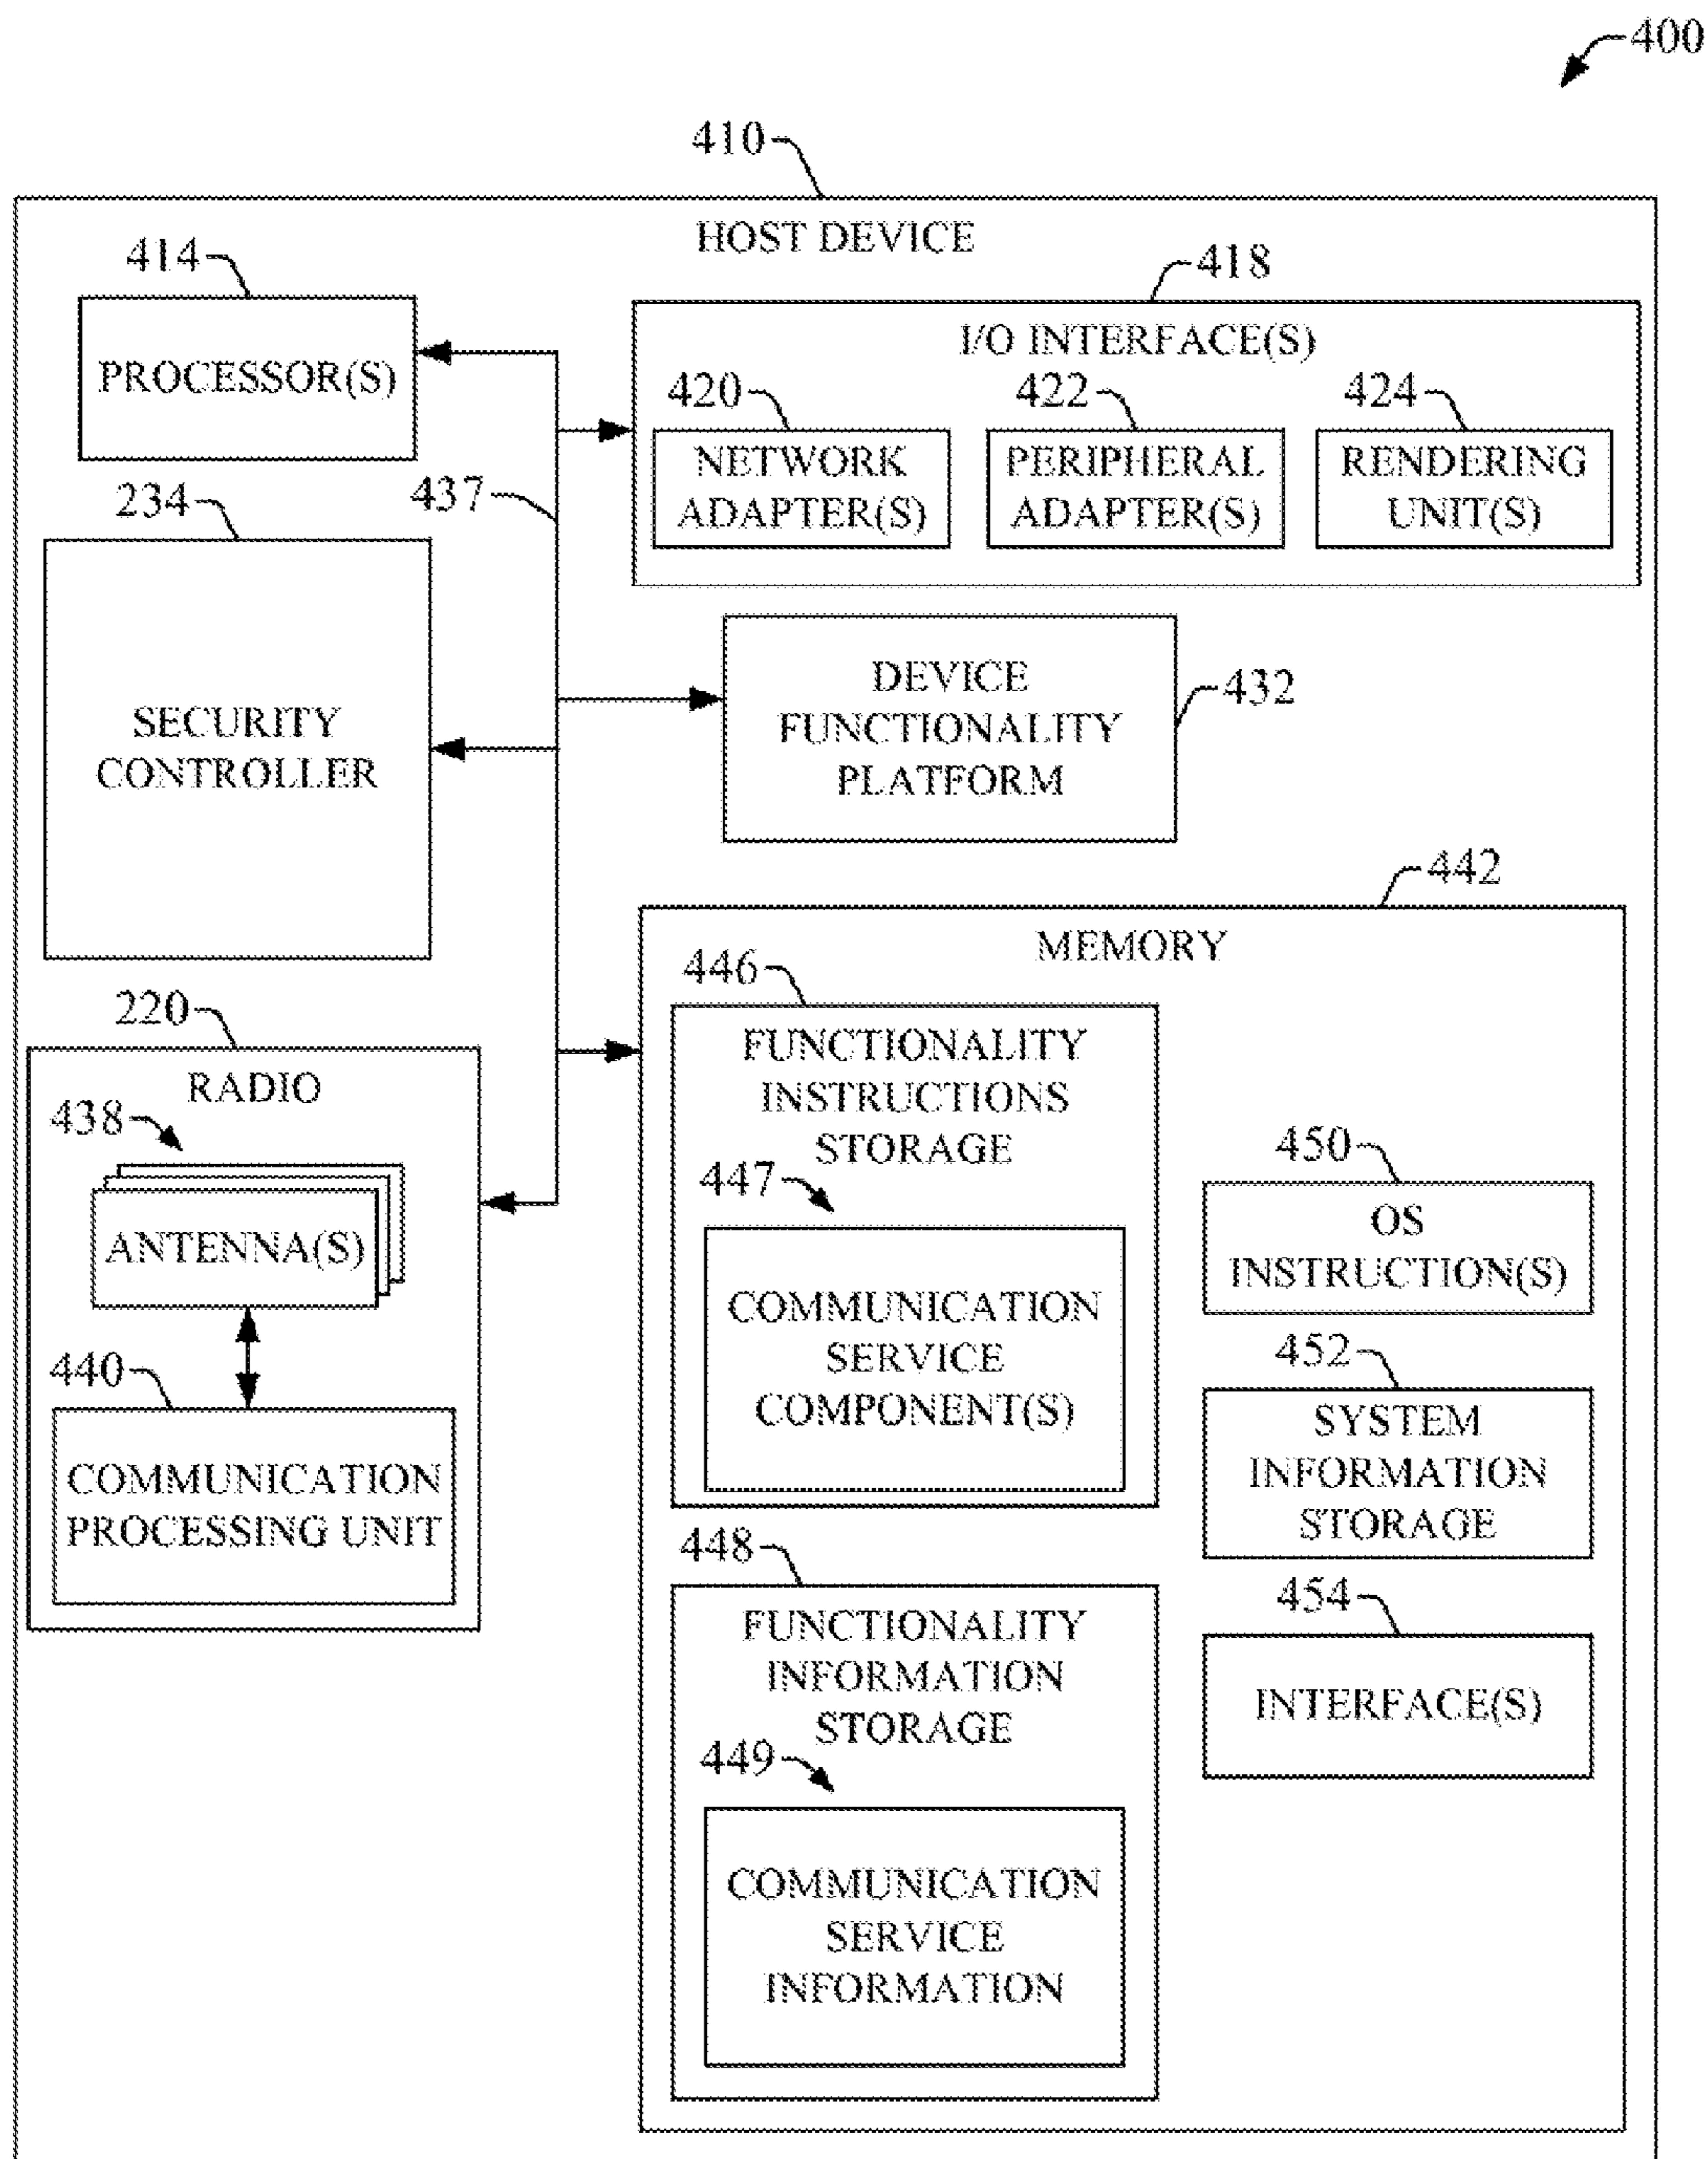 400
410
HOST DEVICE
414
PROCESSOR(S)
418
I/O INTERFACE(S)
420
NETWORK
ADAPTER(S)
422
PERIPHERAL
ADAPTER(S)
424
RENDERING
UNIT(S)
437
234
SECURITY
CONTROLLER
DEVICE
FUNCTIONALITY
PLATFORM
432
220
RADIO
438
ANTENNA(S)
440
COMMUNICATION
PROCESSING UNIT
442
MEMORY
446
FUNCTIONALITY
INSTRUCTIONS
STORAGE
447
COMMUNICATION
SERVICE
COMPONENT(S)
448
FUNCTIONALITY
INFORMATION
STORAGE
449
COMMUNICATION
SERVICE
INFORMATION
450
OS
INSTRUCTION(S)
452
SYSTEM
INFORMATION
STORAGE
454
INTERFACE(S)